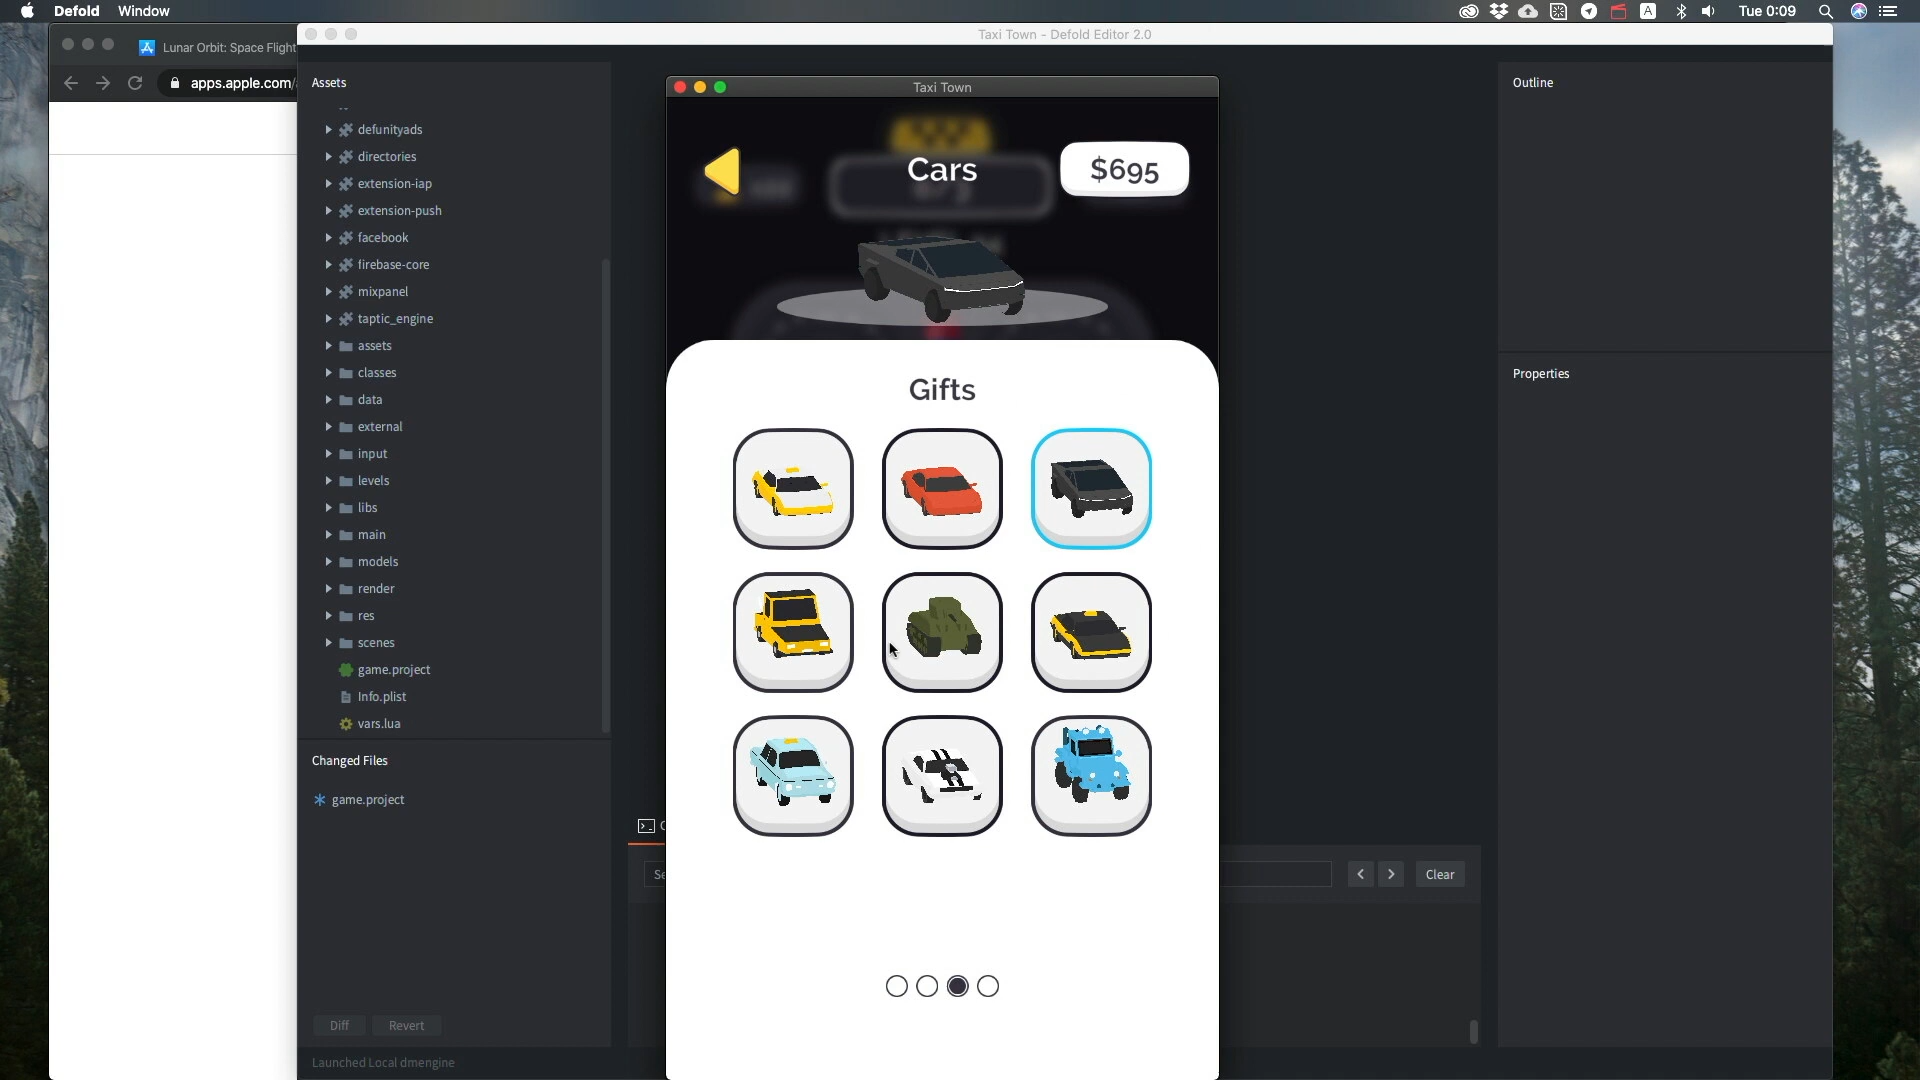 Defold Window
A
Tue 0:09
Lunar Orbit: Space Flight
apps.apple.com/
Taxi Town - Defold Editor 2.0
Assets
defunityads
directories
extension-iap
extension-push
facebook
firebase-core
mixpanel
taptic_engine
assets
classes
data
external
input
levels
libs
main
models
render
res
scenes
game.project
Info.plist
vars.lua
Changed Files
game.project
Diff
Revert
Launched Local dmengine
Taxi Town
Cars
$695
Gifts
Clear
Outline
Properties